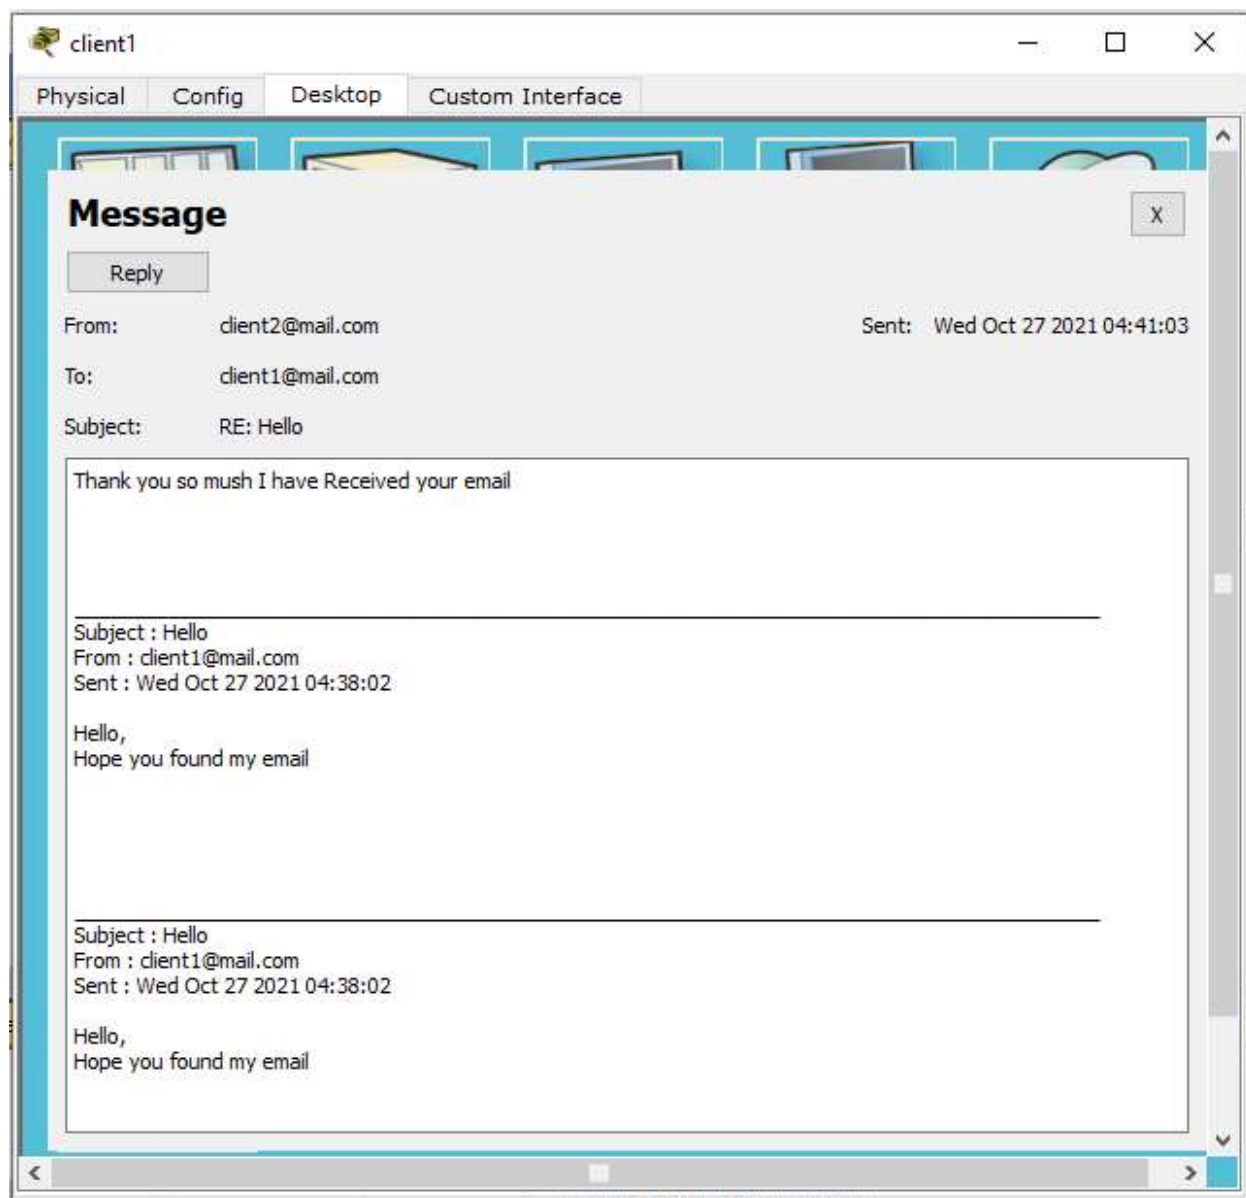 client1
Physical Config Desktop Custom Interface
Message
X
Reply
From: client2@mail.com Sent: Wed Oct 27 2021 04:41:03
To: client1@mail.com
Subject: RE: Hello
Thank you so mush I have Received your email
Subject : Hello
From : client1@mail.com
Sent : Wed Oct 27 2021 04:38:02
Hello,
Hope you found my email
Subject : Hello
From : client1@mail.com
Sent : Wed Oct 27 2021 04:38:02
Hello,
Hope you found my email